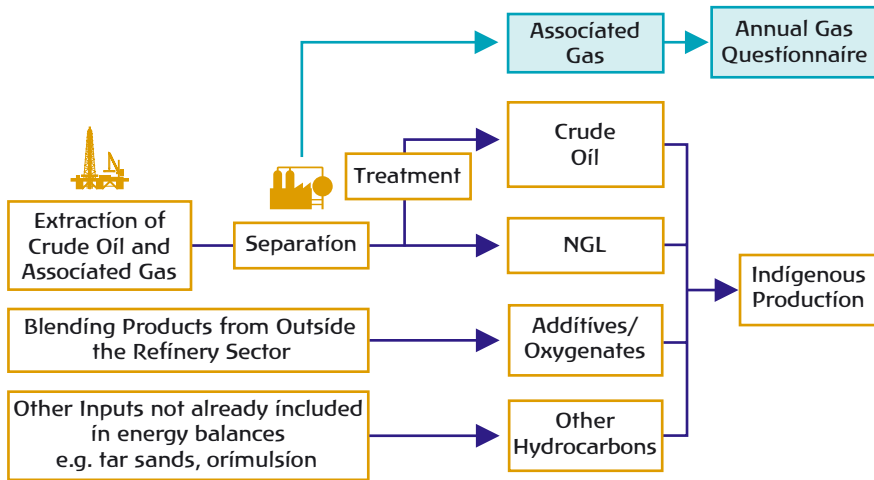 Associated
Gas
Annual Gas
Questionnaire
Crude
Oil
Treatment
Extraction of
Crude Oil and
Associated Gas
Separation
NGL
Indigenous
Production
Blending Products from Outside
the Refinery Sector
Additives/
Oxygenates
Other Inputs not already included
in energy balances
e.g. tar sands, orimulsion
Other
Hydrocarbons